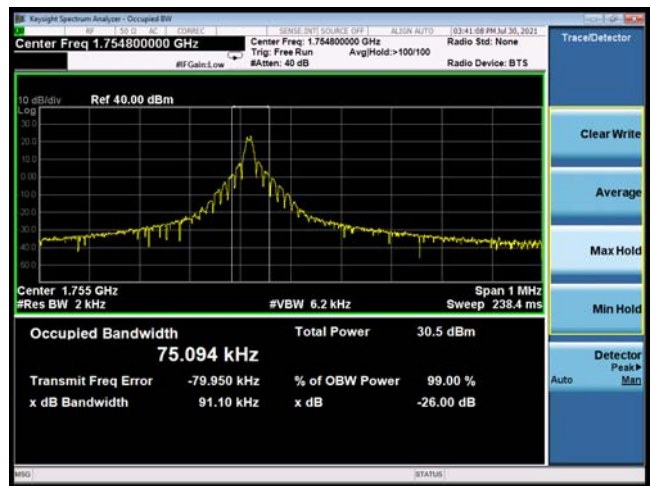 Keysight Spectrum Analyzer - Occupied BW
RF 50 Ω AC CORREC SENSE:INT SOURCE OFF ALIGN AUTO 03:41:08 PM Jul 30, 2021
Center Freq 1.754800000 GHz
Center Freq: 1.754800000 GHz
Radio Std: None
Trig: Free Run Avg|Hold:>100/100
#IFGain:Low
#Atten: 40 dB
Radio Device: BTS
10 dB/div Ref 40.00 dBm
Log
30.0
20.0
10.0
0.00
-10.0
-20.0
-30.0
-40.0
-50.0
Center 1.755 GHz
Span 1 MHz
#Res BW 2 kHz
#VBW 6.2 kHz
Sweep 238.4 ms
Occupied Bandwidth
75.094 kHz
Total Power 30.5 dBm
Transmit Freq Error -79.950 kHz
% of OBW Power 99.00 %
x dB Bandwidth 91.10 kHz
x dB -26.00 dB
MSG
STATUS
Trace/Detector
Clear Write
Average
Max Hold
Min Hold
Detector
Peak▶
Auto Man